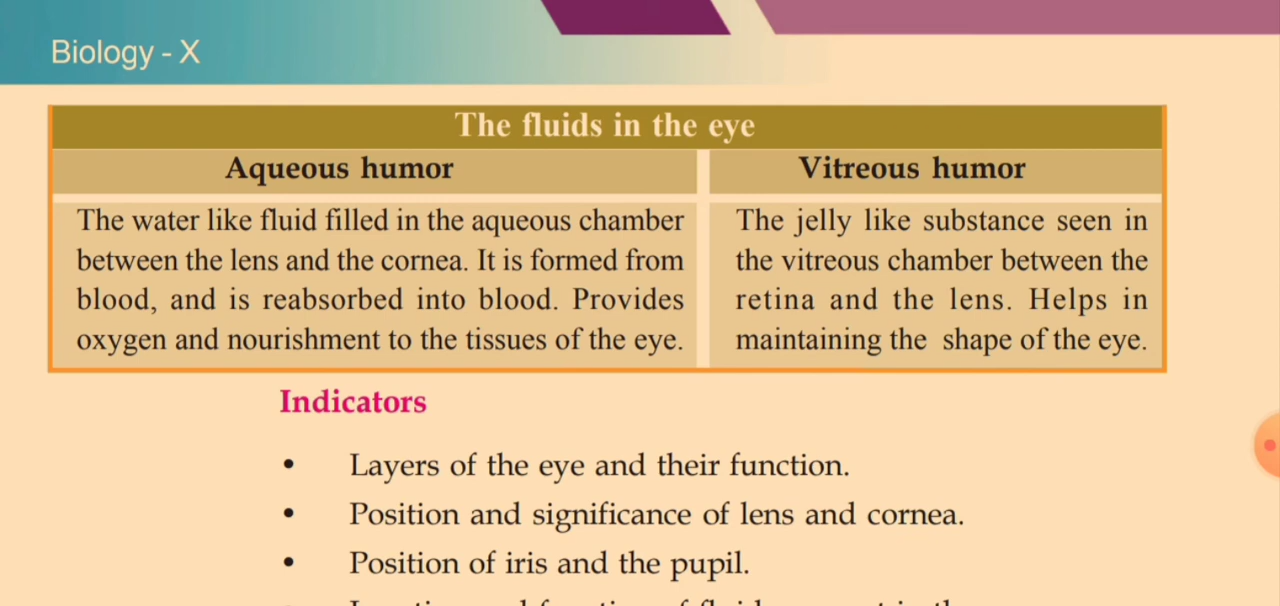 Biology - X
The fluids in the eye
Aqueous humor
Vitreous humor
The water like fluid filled in the aqueous chamber
between the lens and the cornea. It is formed from
blood, and is reabsorbed into blood. Provides
oxygen and nourishment to the tissues of the eye.
The jelly like substance seen in
the vitreous chamber between the
retina and the lens. Helps in
maintaining the shape of the eye.
Indicators
• Layers of the eye and their function.
• Position and significance of lens and cornea.
• Position of iris and the pupil.